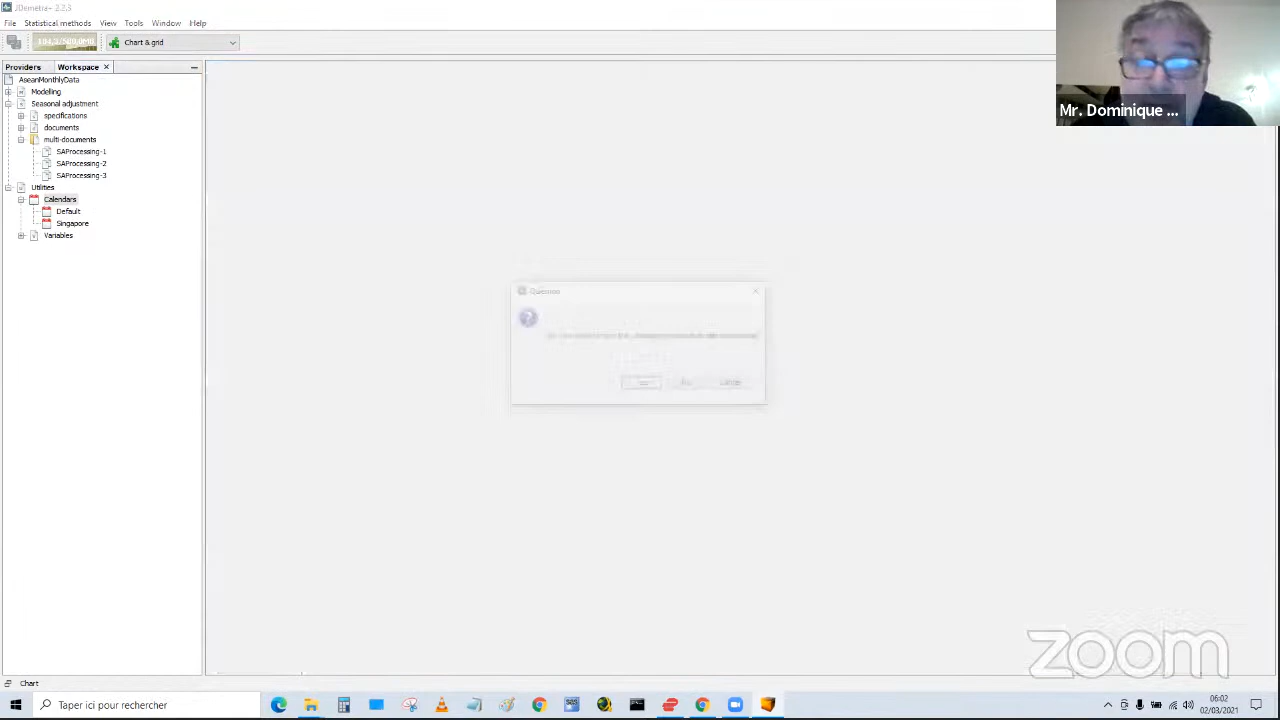 JDemetra+ 2.2.3
File Statistical methods View Tools Window Help
Chart & grid
Providers Workspace
AseanMonthlyData
Modelling
Seasonal adjustment
specifications
documents
multi-documents
SAProcessing-1
SAProcessing-2
SAProcessing-3
Utilities
Calendars
Default
Singapore
Variables
Question
Mr. Dominique ...
zoom
Chart
Taper ici pour rechercher
06:02
02/03/2021